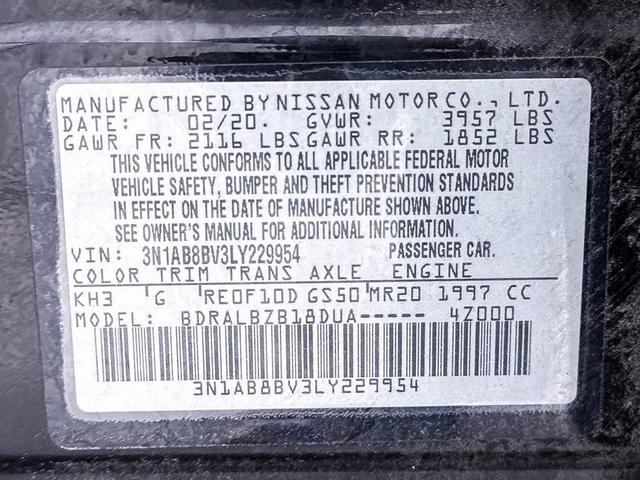 MANUFACTURED BY NISSAN MOTOR CO., LTD.
DATE: 02/20. GVWR: 3957 LBS
GAWR FR: 2116 LBS GAWR RR: 1852 LBS
THIS VEHICLE CONFORMS TO ALL APPLICABLE FEDERAL MOTOR
VEHICLE SAFETY, BUMPER AND THEFT PREVENTION STANDARDS
IN EFFECT ON THE DATE OF MANUFACTURE SHOWN ABOVE.
SEE OWNER'S MANUAL FOR ADDITIONAL INFORMATION.
VIN: 3N1AB8BV3LY229954 PASSENGER CAR.
COLOR TRIM TRANS AXLE ENGINE
KH3 G RE0F10D GS50 MR20 1997 CC
MODEL: BDRALBZB18DUA----- 4Z000
3N1AB8BV3LY229954